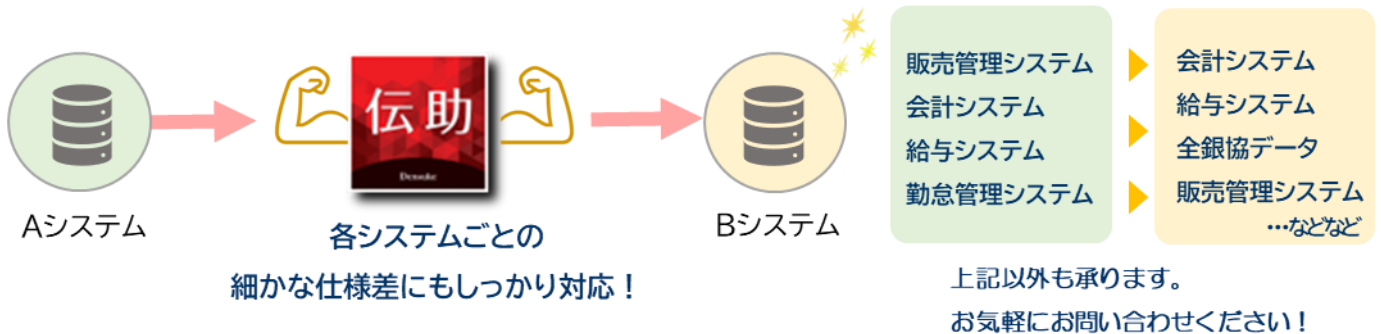 伝助
Densuke
Aシステム
各システムごとの
細かな仕様差にもしっかり対応！
Bシステム
販売管理システム
会計システム
給与システム
勤怠管理システム
会計システム
給与システム
全銀協データ
販売管理システム
…などなど
上記以外も承ります。
お気軽にお問い合わせください！